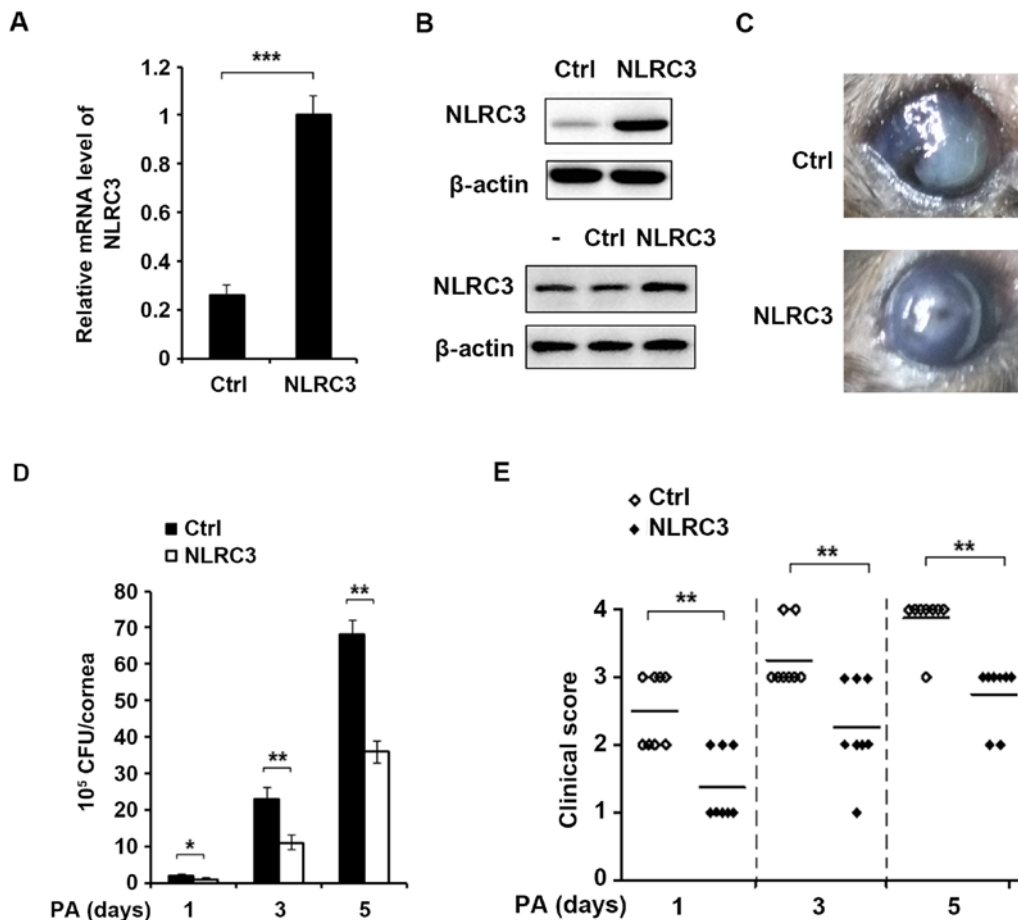 A
***
1.2
1
0.8
0.6
0.4
0.2
0
Relative mRNA level of
NLRC3
Ctrl NLRC3
B
Ctrl NLRC3
NLRC3
β-actin
- Ctrl NLRC3
NLRC3
β-actin
C
Ctrl
NLRC3
D
Ctrl
NLRC3
80
70
60
50
40
30
20
10
0
10⁵ CFU/cornea
*
**
**
PA (days) 1 3 5
E
Ctrl
NLRC3
**
**
**
4
3
2
1
0
Clinical score
PA (days) 1 3 5